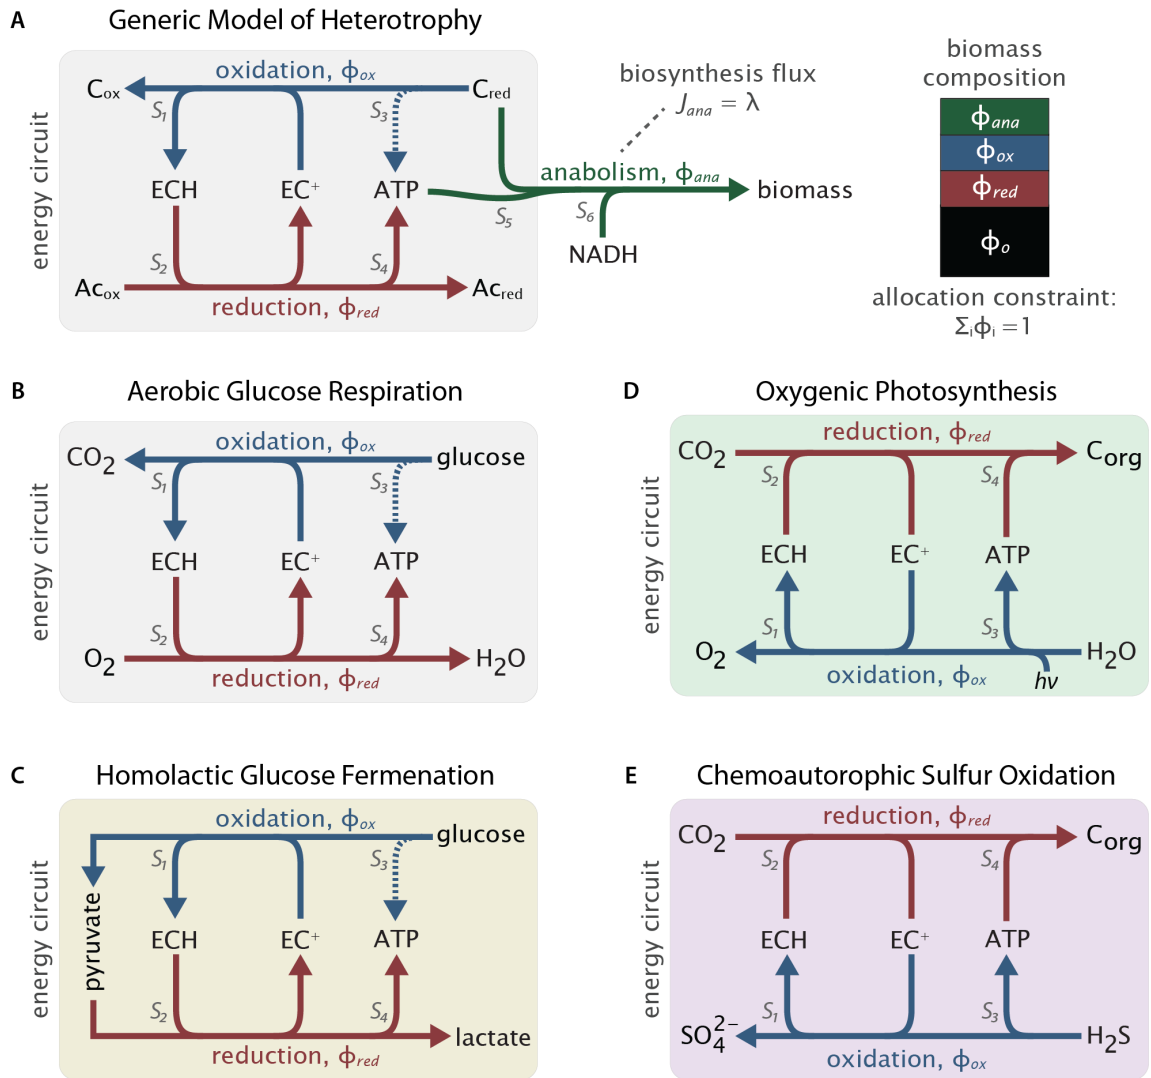 A
Generic Model of Heterotrophy
energy circuit
oxidation, ϕox
Cox
Cred
S1
S3
ECH
EC+
ATP
S2
S4
Acox
Acred
reduction, ϕred
biosynthesis flux
Jana = λ
anabolism, ϕana
biomass
S5
S6
NADH
biomass
composition
ϕana
ϕox
ϕred
ϕo
allocation constraint:
Σiϕi =1
B
Aerobic Glucose Respiration
energy circuit
oxidation, ϕox
CO2
glucose
S1
S3
ECH
EC+
ATP
S2
S4
O2
H2O
reduction, ϕred
D
Oxygenic Photosynthesis
energy circuit
reduction, ϕred
CO2
Corg
S2
S4
ECH
EC+
ATP
S1
S3
O2
H2O
oxidation, ϕox
hν
C
Homolactic Glucose Fermenation
energy circuit
oxidation, ϕox
glucose
S1
S3
pyruvate
ECH
EC+
ATP
S2
S4
lactate
reduction, ϕred
E
Chemoautorophic Sulfur Oxidation
energy circuit
reduction, ϕred
CO2
Corg
S2
S4
ECH
EC+
ATP
S1
S3
SO42−
H2S
oxidation, ϕox